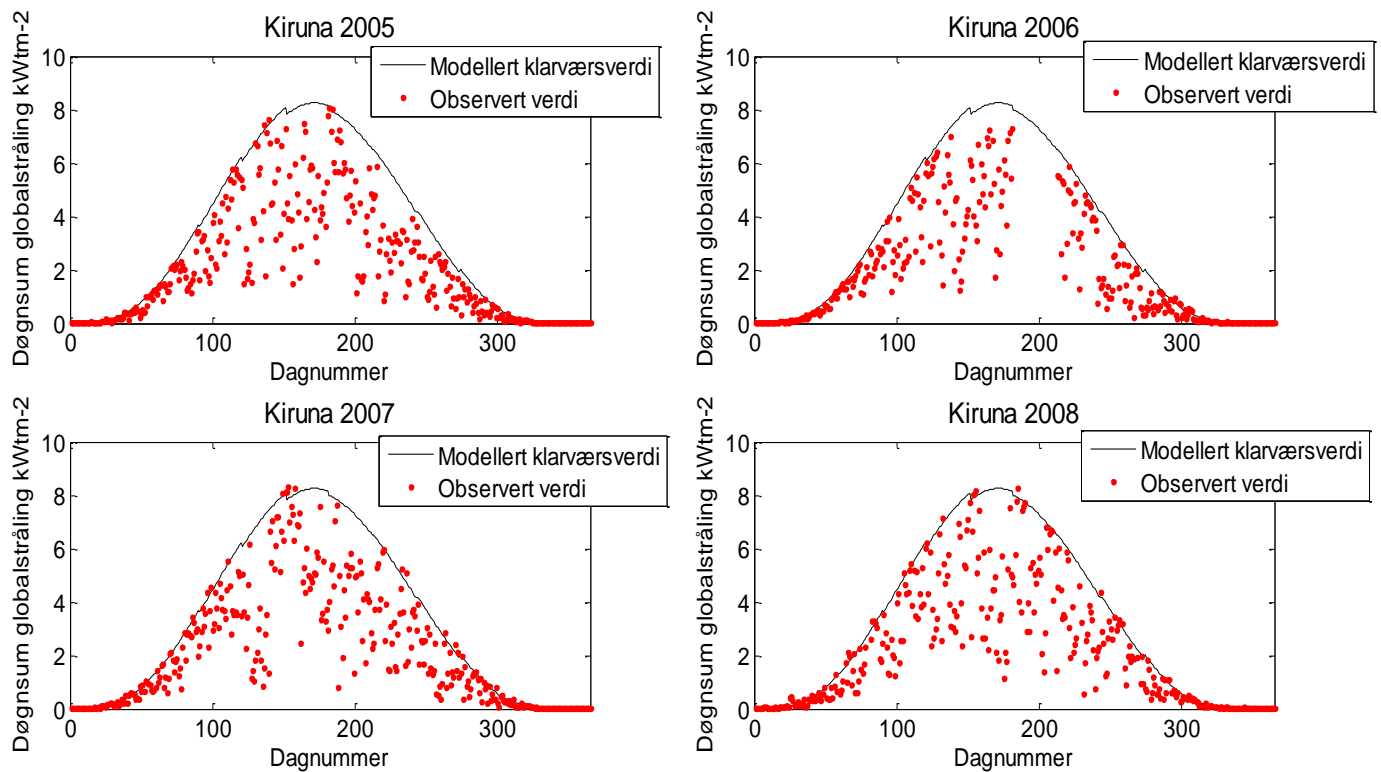 Kiruna 2005
Døgnsum globalstråling kWtm-2
Modellert klarværsverdi
Observert verdi
10
8
6
4
2
0
0 100 200 300
Dagnummer
Kiruna 2006
Døgnsum globalstråling kWtm-2
Modellert klarværsverdi
Observert verdi
10
8
6
4
2
0
0 100 200 300
Dagnummer
Kiruna 2007
Døgnsum globalstråling kWtm-2
Modellert klarværsverdi
Observert verdi
10
8
6
4
2
0
0 100 200 300
Dagnummer
Kiruna 2008
Døgnsum globalstråling kWtm-2
Modellert klarværsverdi
Observert verdi
10
8
6
4
2
0
0 100 200 300
Dagnummer